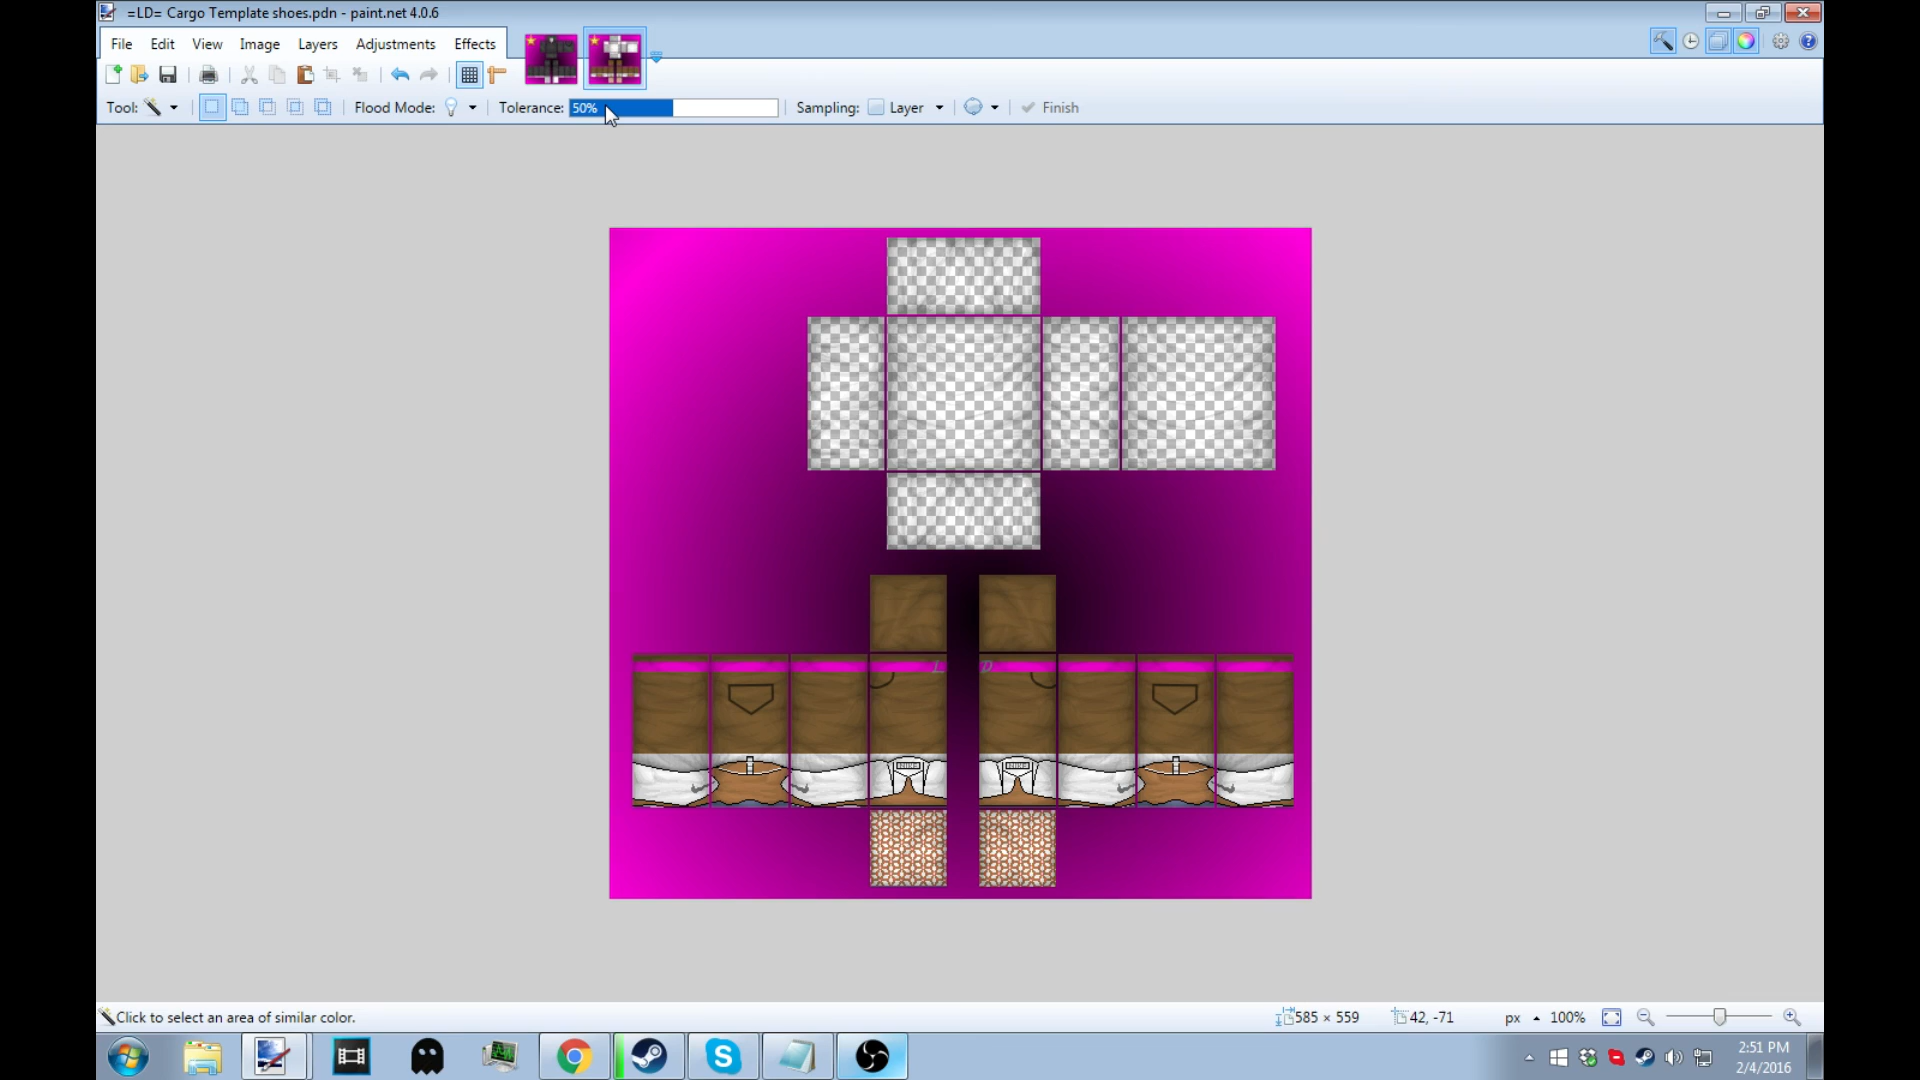 =LD= Cargo Template shoes.pdn - paint.net 4.0.6
File Edit View Image Layers Adjustments Effects
Tool: Flood Mode: Tolerance: 50% Sampling: Layer Finish
L D
Click to select an area of similar color. 585 × 559 42, -71 px 100%
2:51 PM
2/4/2016